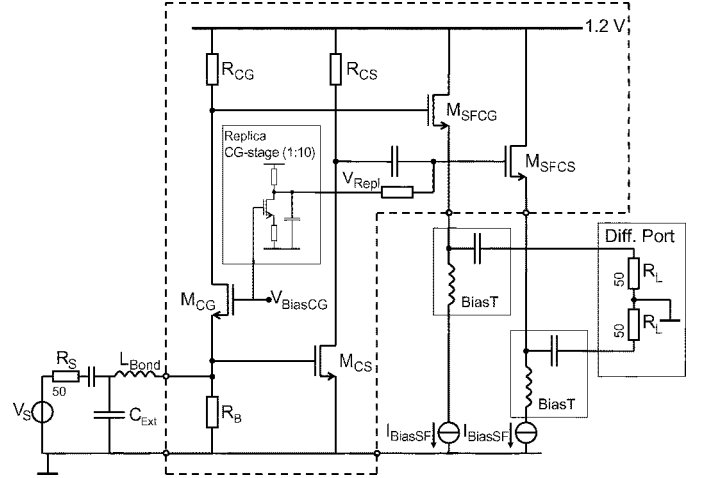 1.2 V
R_CG
R_CS
M_SFCG
Replica
CG-stage (1:10)
M_SFCS
V_Repl
Diff. Port
50
R_L
M_CG
V_BiasCG
BiasT
50
R_L
R_S
50
L_Bond
M_CS
BiasT
V_S
C_Ext
R_B
I_BiasSF
I_BiasSF